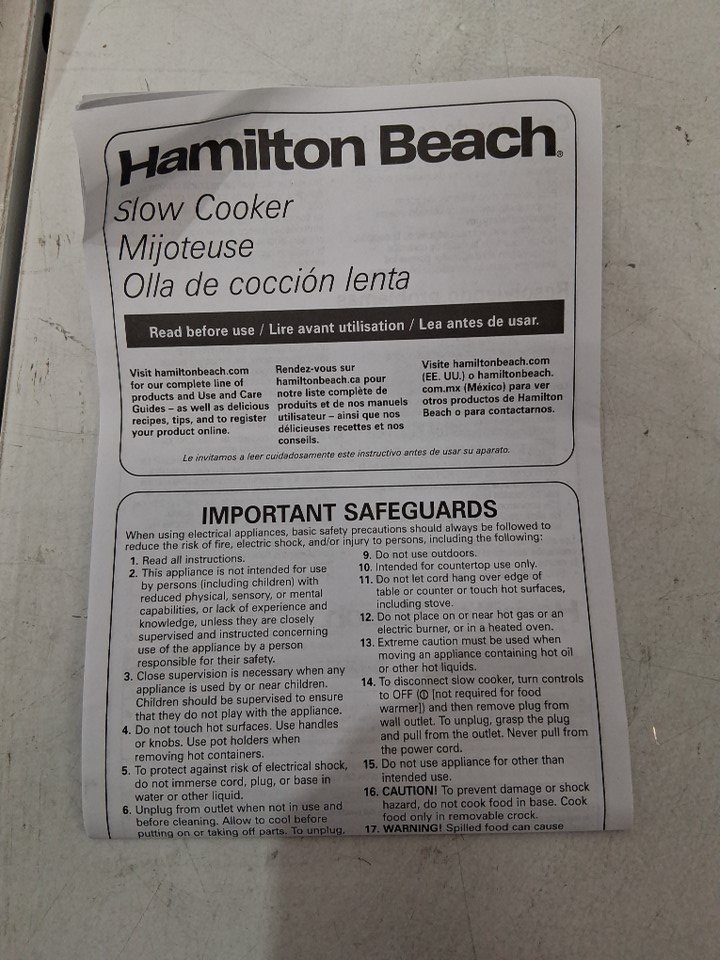 Hamilton Beach®
Slow Cooker
Mijoteuse
Olla de cocción lenta
Read before use / Lire avant utilisation / Lea antes de usar.
Visit hamiltonbeach.com
for our complete line of
products and Use and Care
Guides – as well as delicious
recipes, tips, and to register
your product online.
Rendez-vous sur
hamiltonbeach.ca pour
notre liste complète de
produits et de nos manuels
utilisateur – ainsi que nos
délicieuses recettes et nos
conseils.
Visite hamiltonbeach.com
(EE. UU.) o hamiltonbeach.
com.mx (México) para ver
otros productos de Hamilton
Beach o para contactarnos.
Le invitamos a leer cuidadosamente este instructivo antes de usar su aparato.
IMPORTANT SAFEGUARDS
When using electrical appliances, basic safety precautions should always be followed to
reduce the risk of fire, electric shock, and/or injury to persons, including the following:
1. Read all instructions.
2. This appliance is not intended for use
by persons (including children) with
reduced physical, sensory, or mental
capabilities, or lack of experience and
knowledge, unless they are closely
supervised and instructed concerning
use of the appliance by a person
responsible for their safety.
3. Close supervision is necessary when any
appliance is used by or near children.
Children should be supervised to ensure
that they do not play with the appliance.
4. Do not touch hot surfaces. Use handles
or knobs. Use pot holders when
removing hot containers.
5. To protect against risk of electrical shock,
do not immerse cord, plug, or base in
water or other liquid.
6. Unplug from outlet when not in use and
before cleaning. Allow to cool before
putting on or taking off parts. To unplug,
9. Do not use outdoors.
10. Intended for countertop use only.
11. Do not let cord hang over edge of
table or counter or touch hot surfaces,
including stove.
12. Do not place on or near hot gas or an
electric burner, or in a heated oven.
13. Extreme caution must be used when
moving an appliance containing hot oil
or other hot liquids.
14. To disconnect slow cooker, turn controls
to OFF (⏼ [not required for food
warmer]) and then remove plug from
wall outlet. To unplug, grasp the plug
and pull from the outlet. Never pull from
the power cord.
15. Do not use appliance for other than
intended use.
16. CAUTION! To prevent damage or shock
hazard, do not cook food in base. Cook
food only in removable crock.
17. WARNING! Spilled food can cause